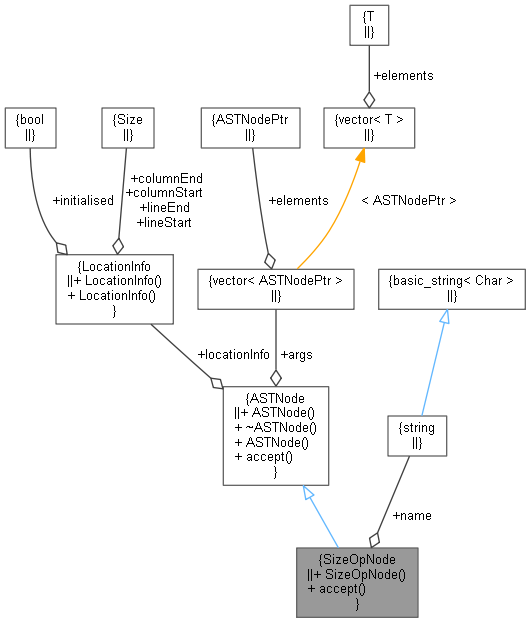 {T
||}
+elements
{bool
||}
{Size
||}
{ASTNodePtr
||}
{vector< T >
||}
+initialised
+columnEnd
+columnStart
+lineEnd
+lineStart
+elements
< ASTNodePtr >
{LocationInfo
||+ LocationInfo()
+ LocationInfo()
}
{vector< ASTNodePtr >
||}
{basic_string< Char >
||}
+locationInfo
+args
{ASTNode
||+ ASTNode()
+ ~ASTNode()
+ ASTNode()
+ accept()
}
{string
||}
+name
{SizeOpNode
||+ SizeOpNode()
+ accept()
}